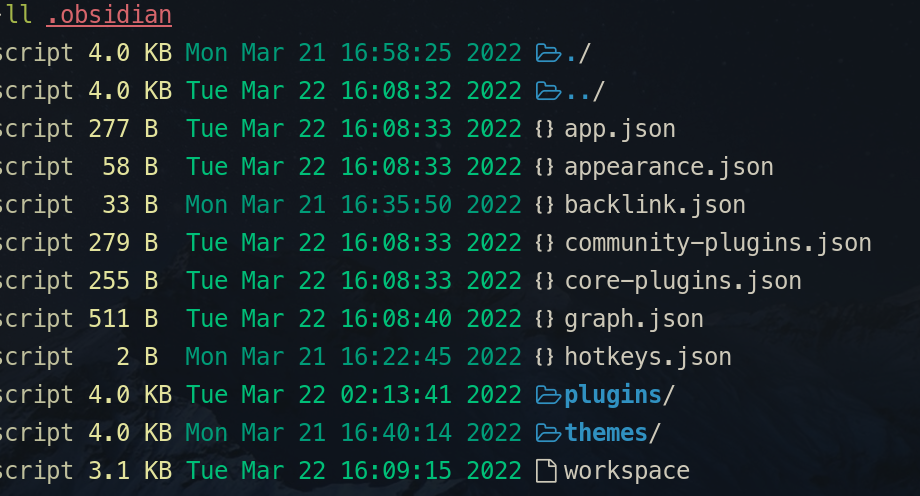 ll .obsidian
script 4.0 KB Mon Mar 21 16:58:25 2022 ./
script 4.0 KB Tue Mar 22 16:08:32 2022 ../
script 277 B Tue Mar 22 16:08:33 2022 {} app.json
script 58 B Tue Mar 22 16:08:33 2022 {} appearance.json
script 33 B Mon Mar 21 16:35:50 2022 {} backlink.json
script 279 B Tue Mar 22 16:08:33 2022 {} community-plugins.json
script 255 B Tue Mar 22 16:08:33 2022 {} core-plugins.json
script 511 B Tue Mar 22 16:08:40 2022 {} graph.json
script 2 B Mon Mar 21 16:22:45 2022 {} hotkeys.json
script 4.0 KB Tue Mar 22 02:13:41 2022 plugins/
script 4.0 KB Mon Mar 21 16:40:14 2022 themes/
script 3.1 KB Tue Mar 22 16:09:15 2022 workspace